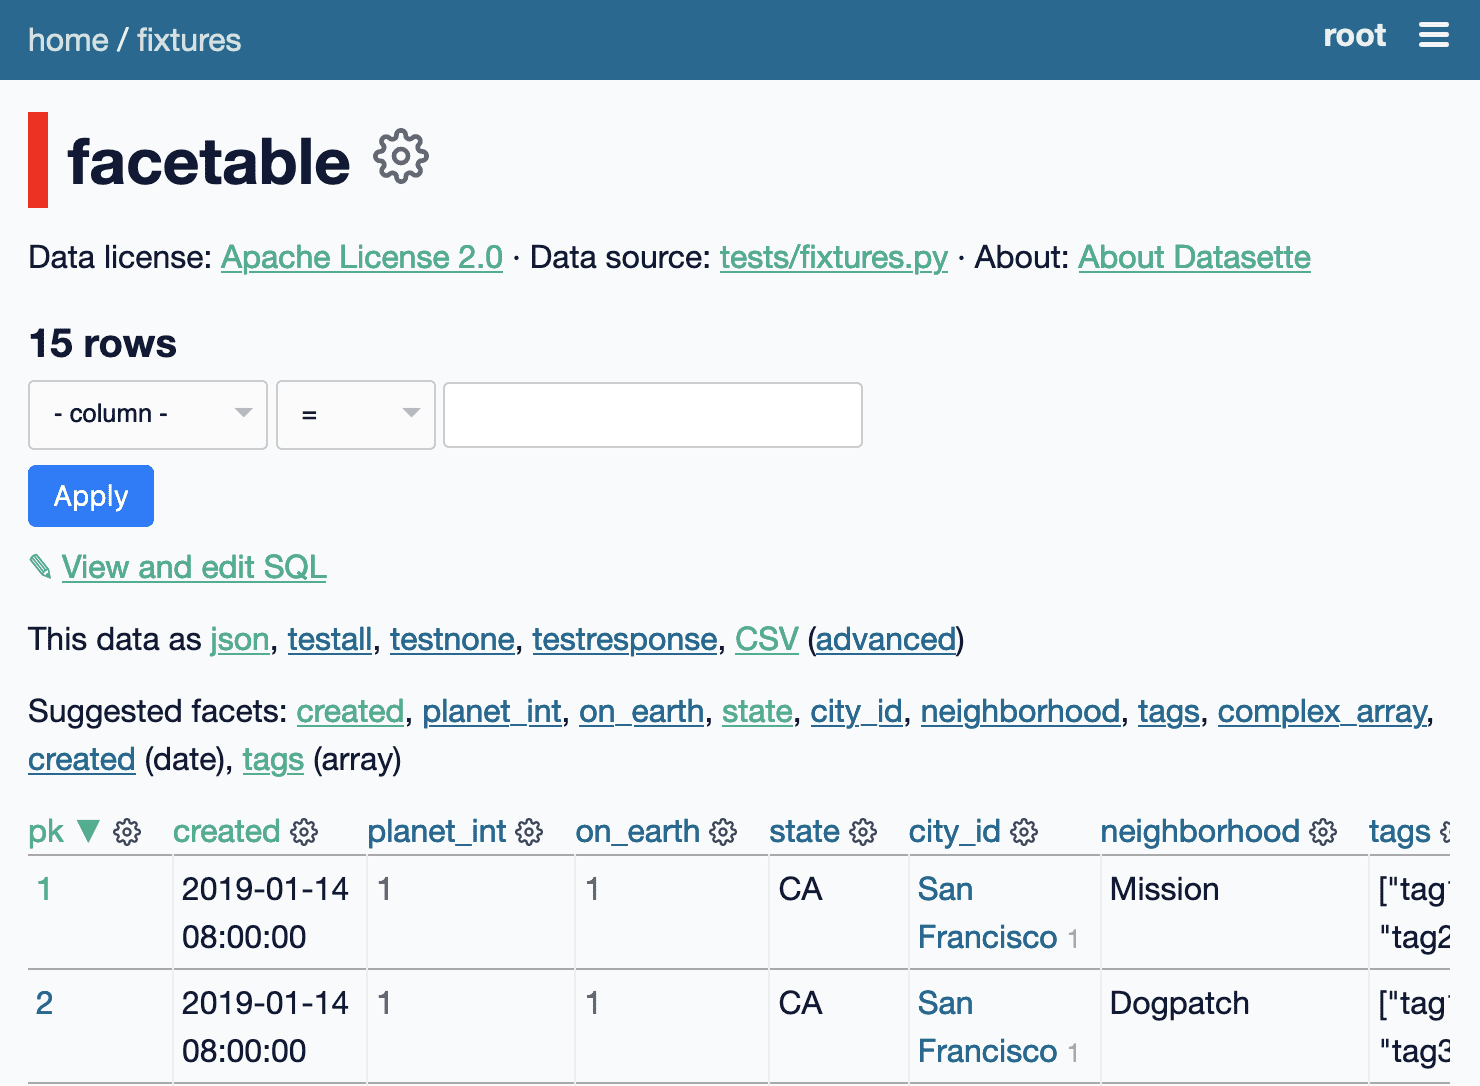 home / fixtures
root
facetable
Data license: Apache License 2.0 · Data source: tests/fixtures.py · About: About Datasette
15 rows
- column - =
Apply
✎ View and edit SQL
This data as json, testall, testnone, testresponse, CSV (advanced)
Suggested facets: created, planet_int, on_earth, state, city_id, neighborhood, tags, complex_array,
created (date), tags (array)
pk ▼ created planet_int on_earth state city_id neighborhood tags
1 2019-01-14 1 1 CA San Mission ["tag
08:00:00 Francisco 1 "tag2
2 2019-01-14 1 1 CA San Dogpatch ["tag
08:00:00 Francisco 1 "tag3